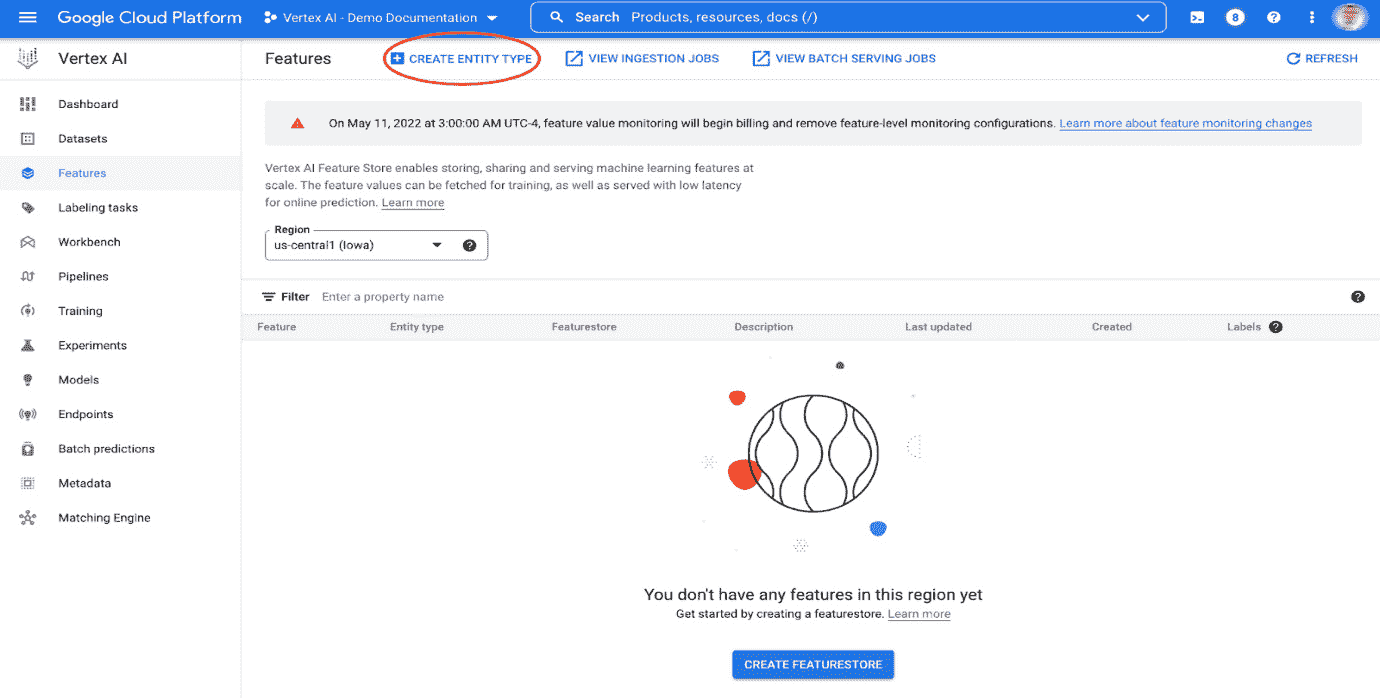 Google Cloud Platform
Vertex AI - Demo Documentation
Search Products, resources, docs (/)
8
Vertex AI
Features
CREATE ENTITY TYPE
VIEW INGESTION JOBS
VIEW BATCH SERVING JOBS
REFRESH
Dashboard
Datasets
Features
Labeling tasks
Workbench
Pipelines
Training
Experiments
Models
Endpoints
Batch predictions
Metadata
Matching Engine
On May 11, 2022 at 3:00:00 AM UTC-4, feature value monitoring will begin billing and remove feature-level monitoring configurations. Learn more about feature monitoring changes
Vertex AI Feature Store enables storing, sharing and serving machine learning features at
scale. The feature values can be fetched for training, as well as served with low latency
for online prediction. Learn more
Region
us-central1 (Iowa)
Filter Enter a property name
Feature Entity type Featurestore Description Last updated Created Labels
You don't have any features in this region yet
Get started by creating a featurestore. Learn more
CREATE FEATURESTORE